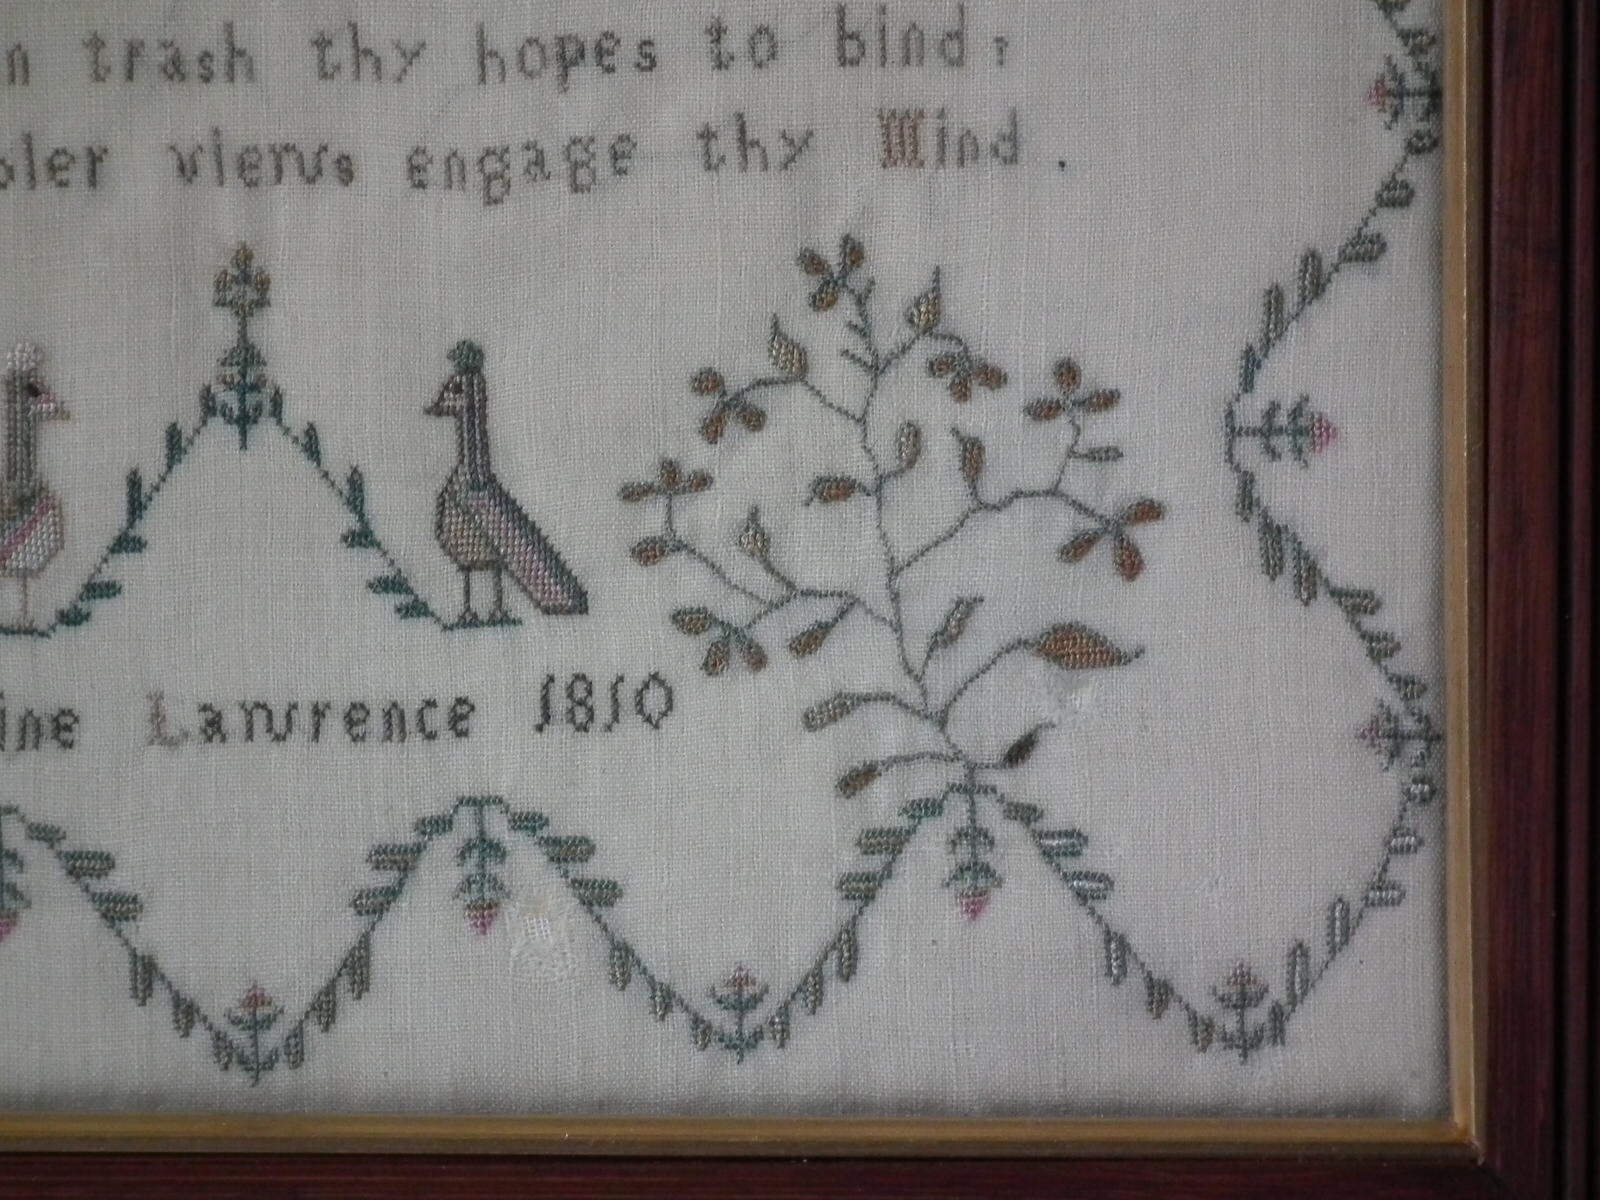 n trash thy hopes to bind;
bler views engage thy Mind.
ine Lawrence 1810